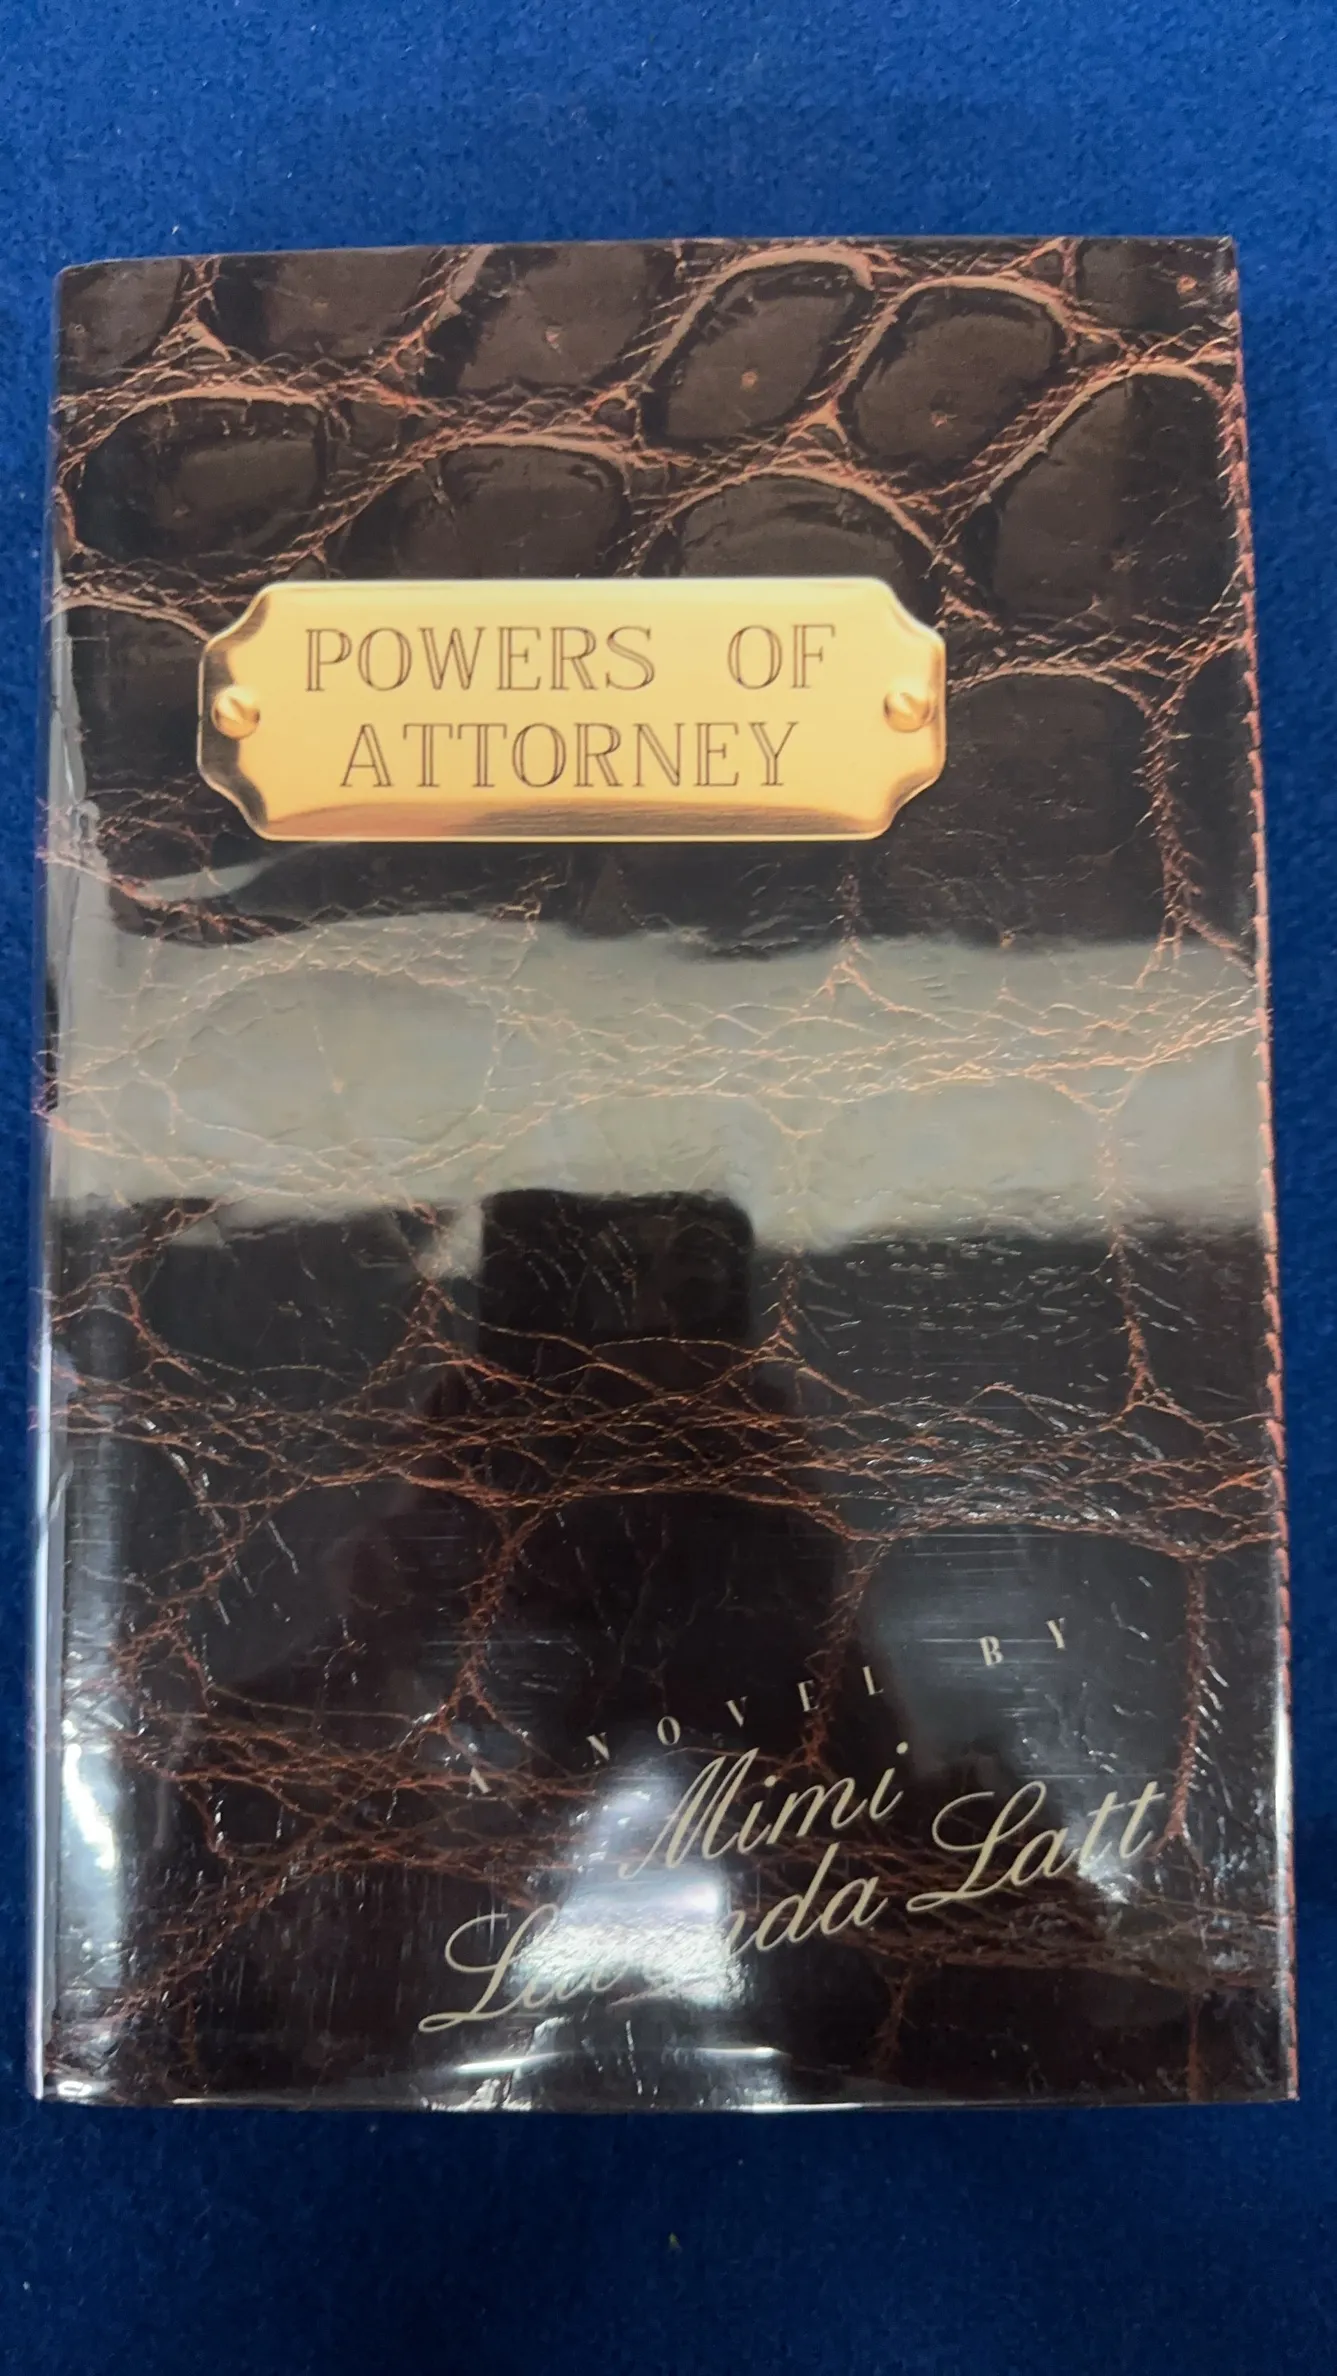 POWERS OF
ATTORNEY
A NOVEL BY
Mimi
Latt